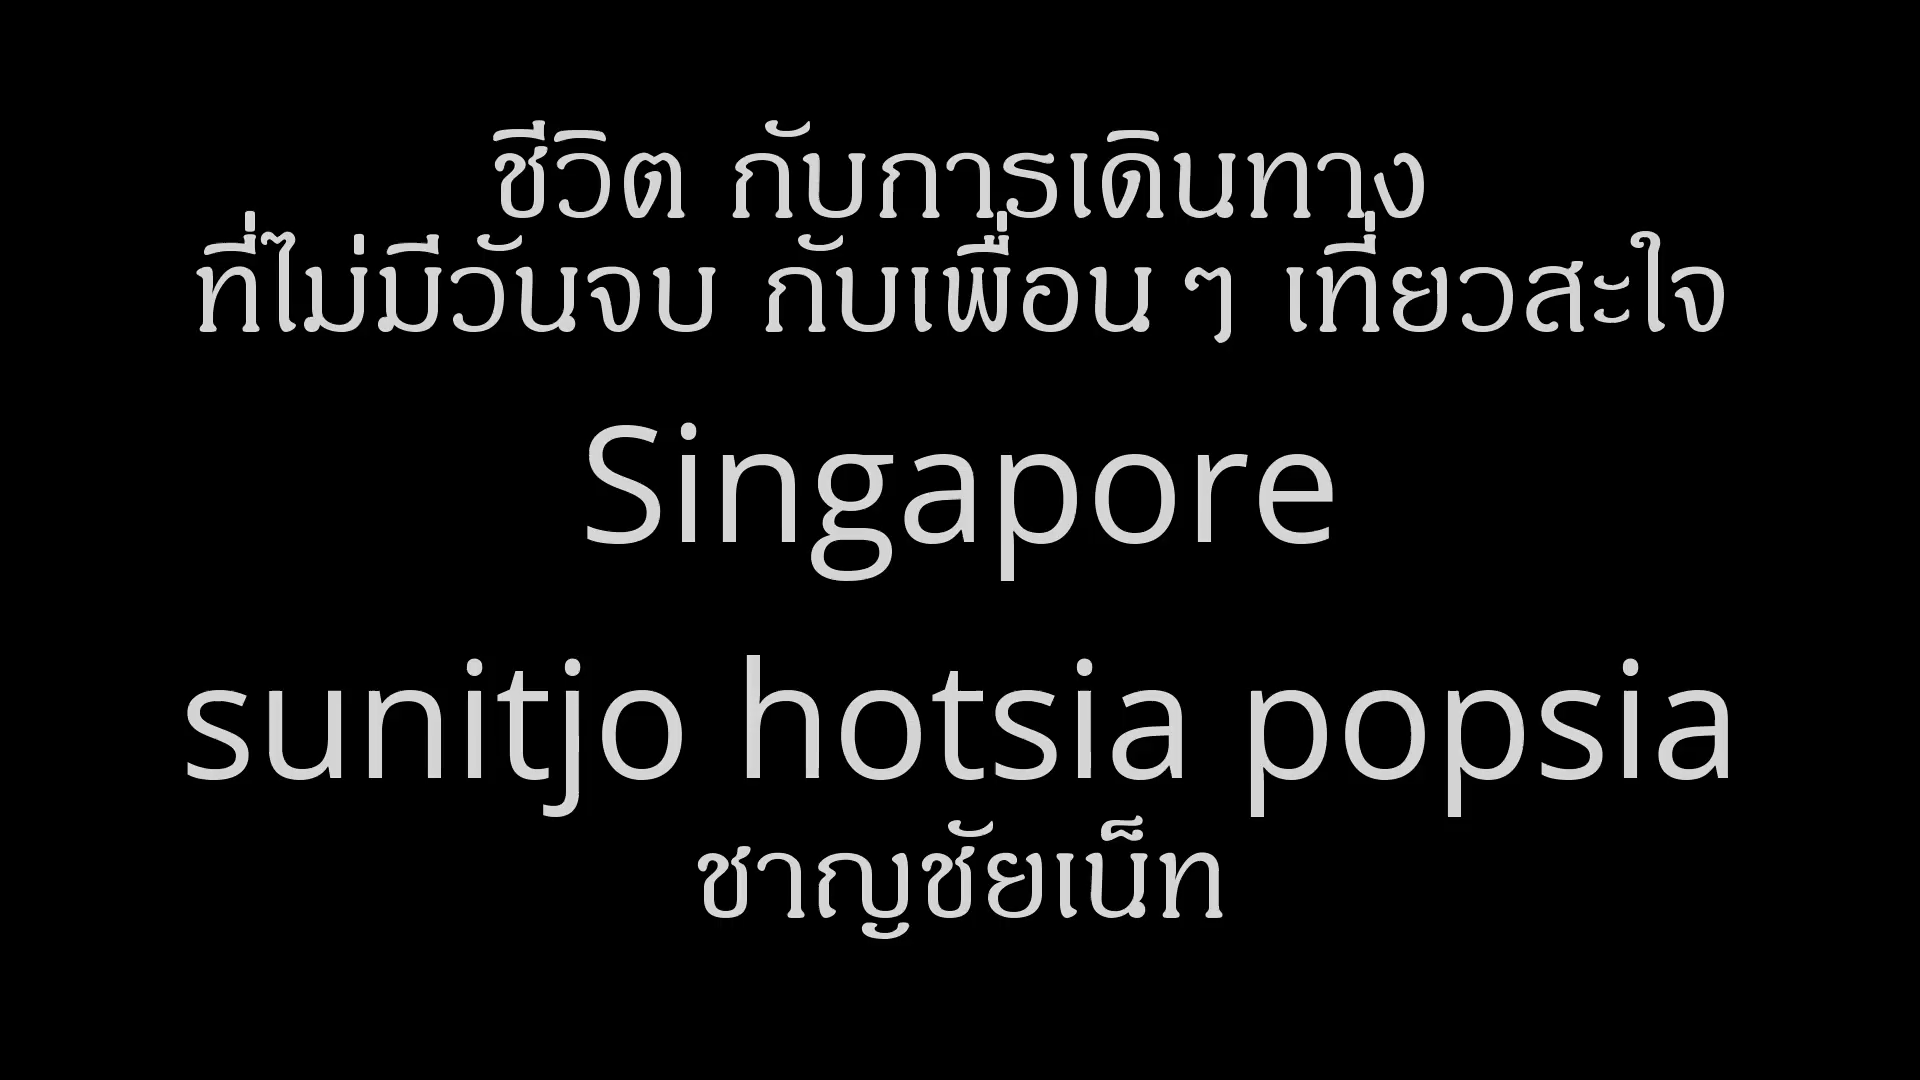 ชีวิต กับการเดินทาง
ที่ไม่มีวันจบ กับเพื่อน ๆ เที่ยวสะใจ
Singapore
sunitjo hotsia popsia
ชาญชัยเน็ท